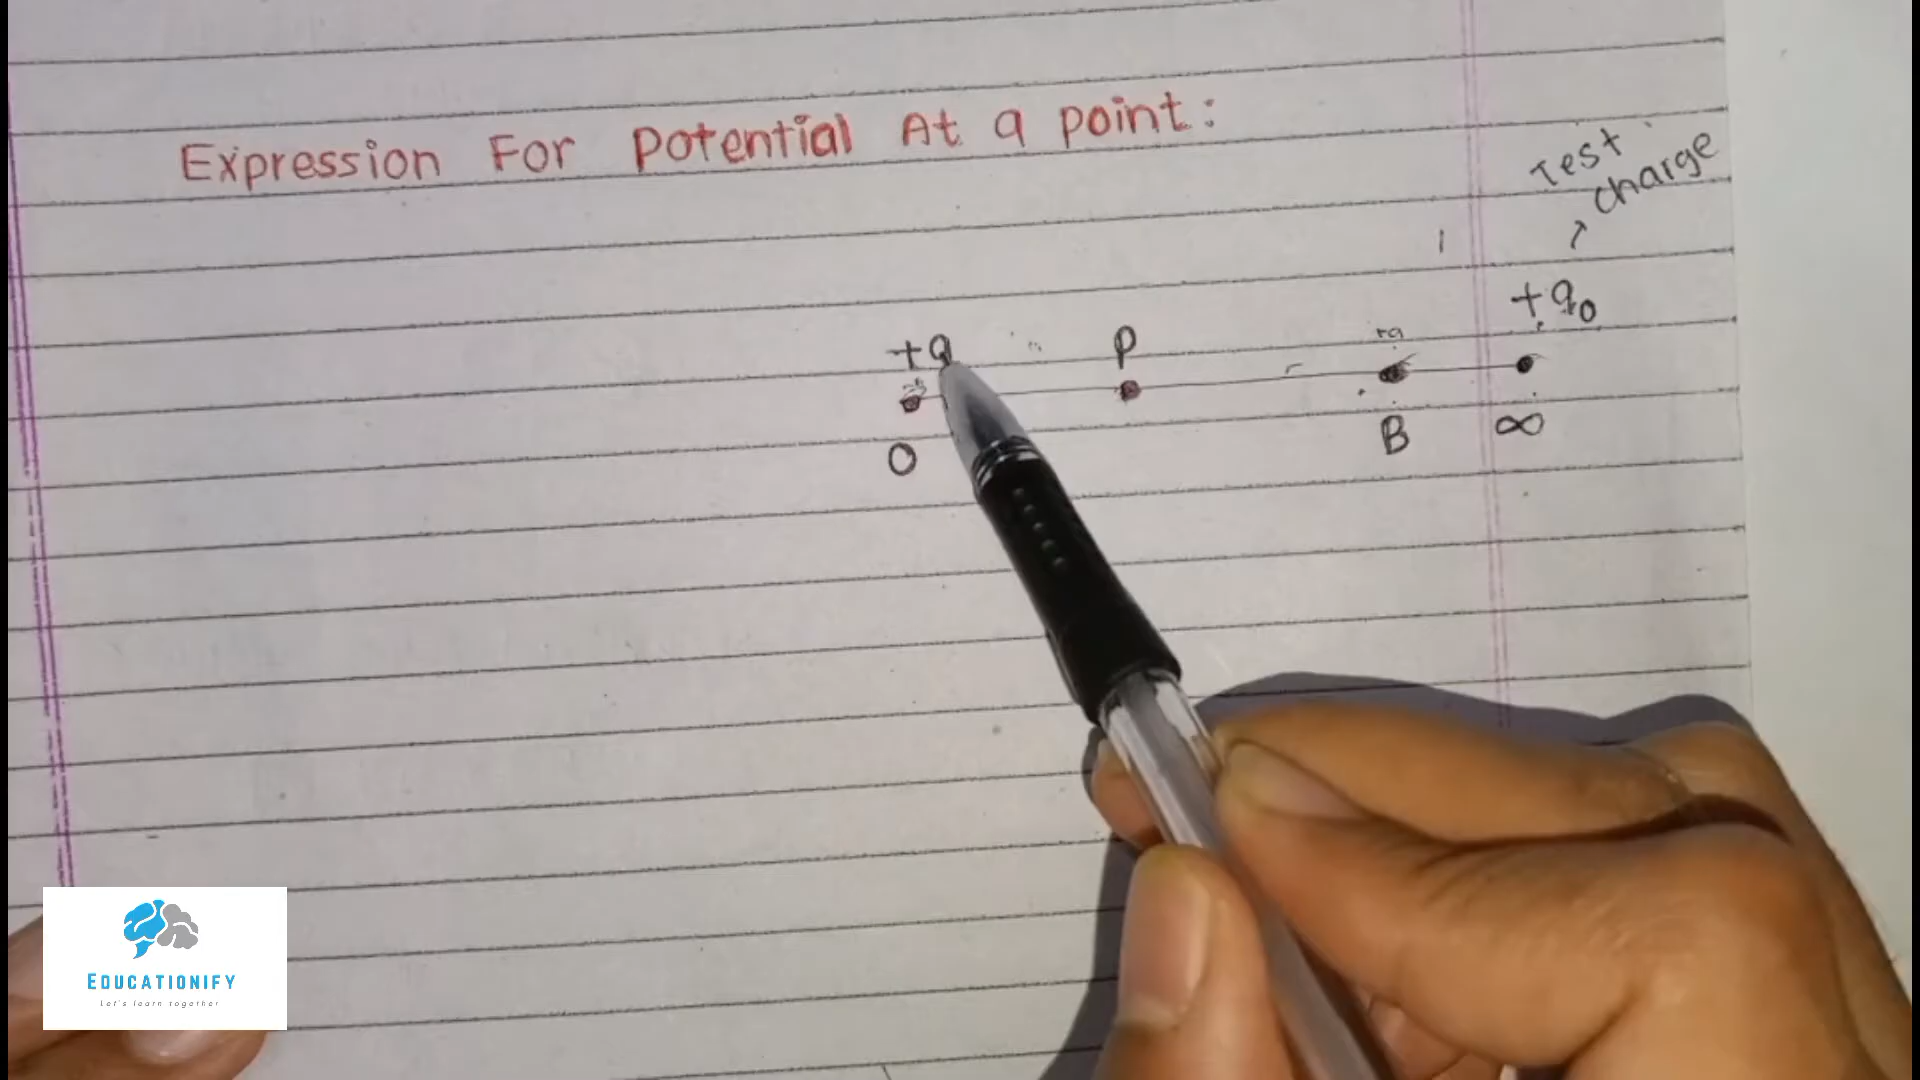 Expression For Potential At a point:
Test
charge
+q0
+q
P
+q
O
B
∞
EDUCATIONIFY
Let's learn together